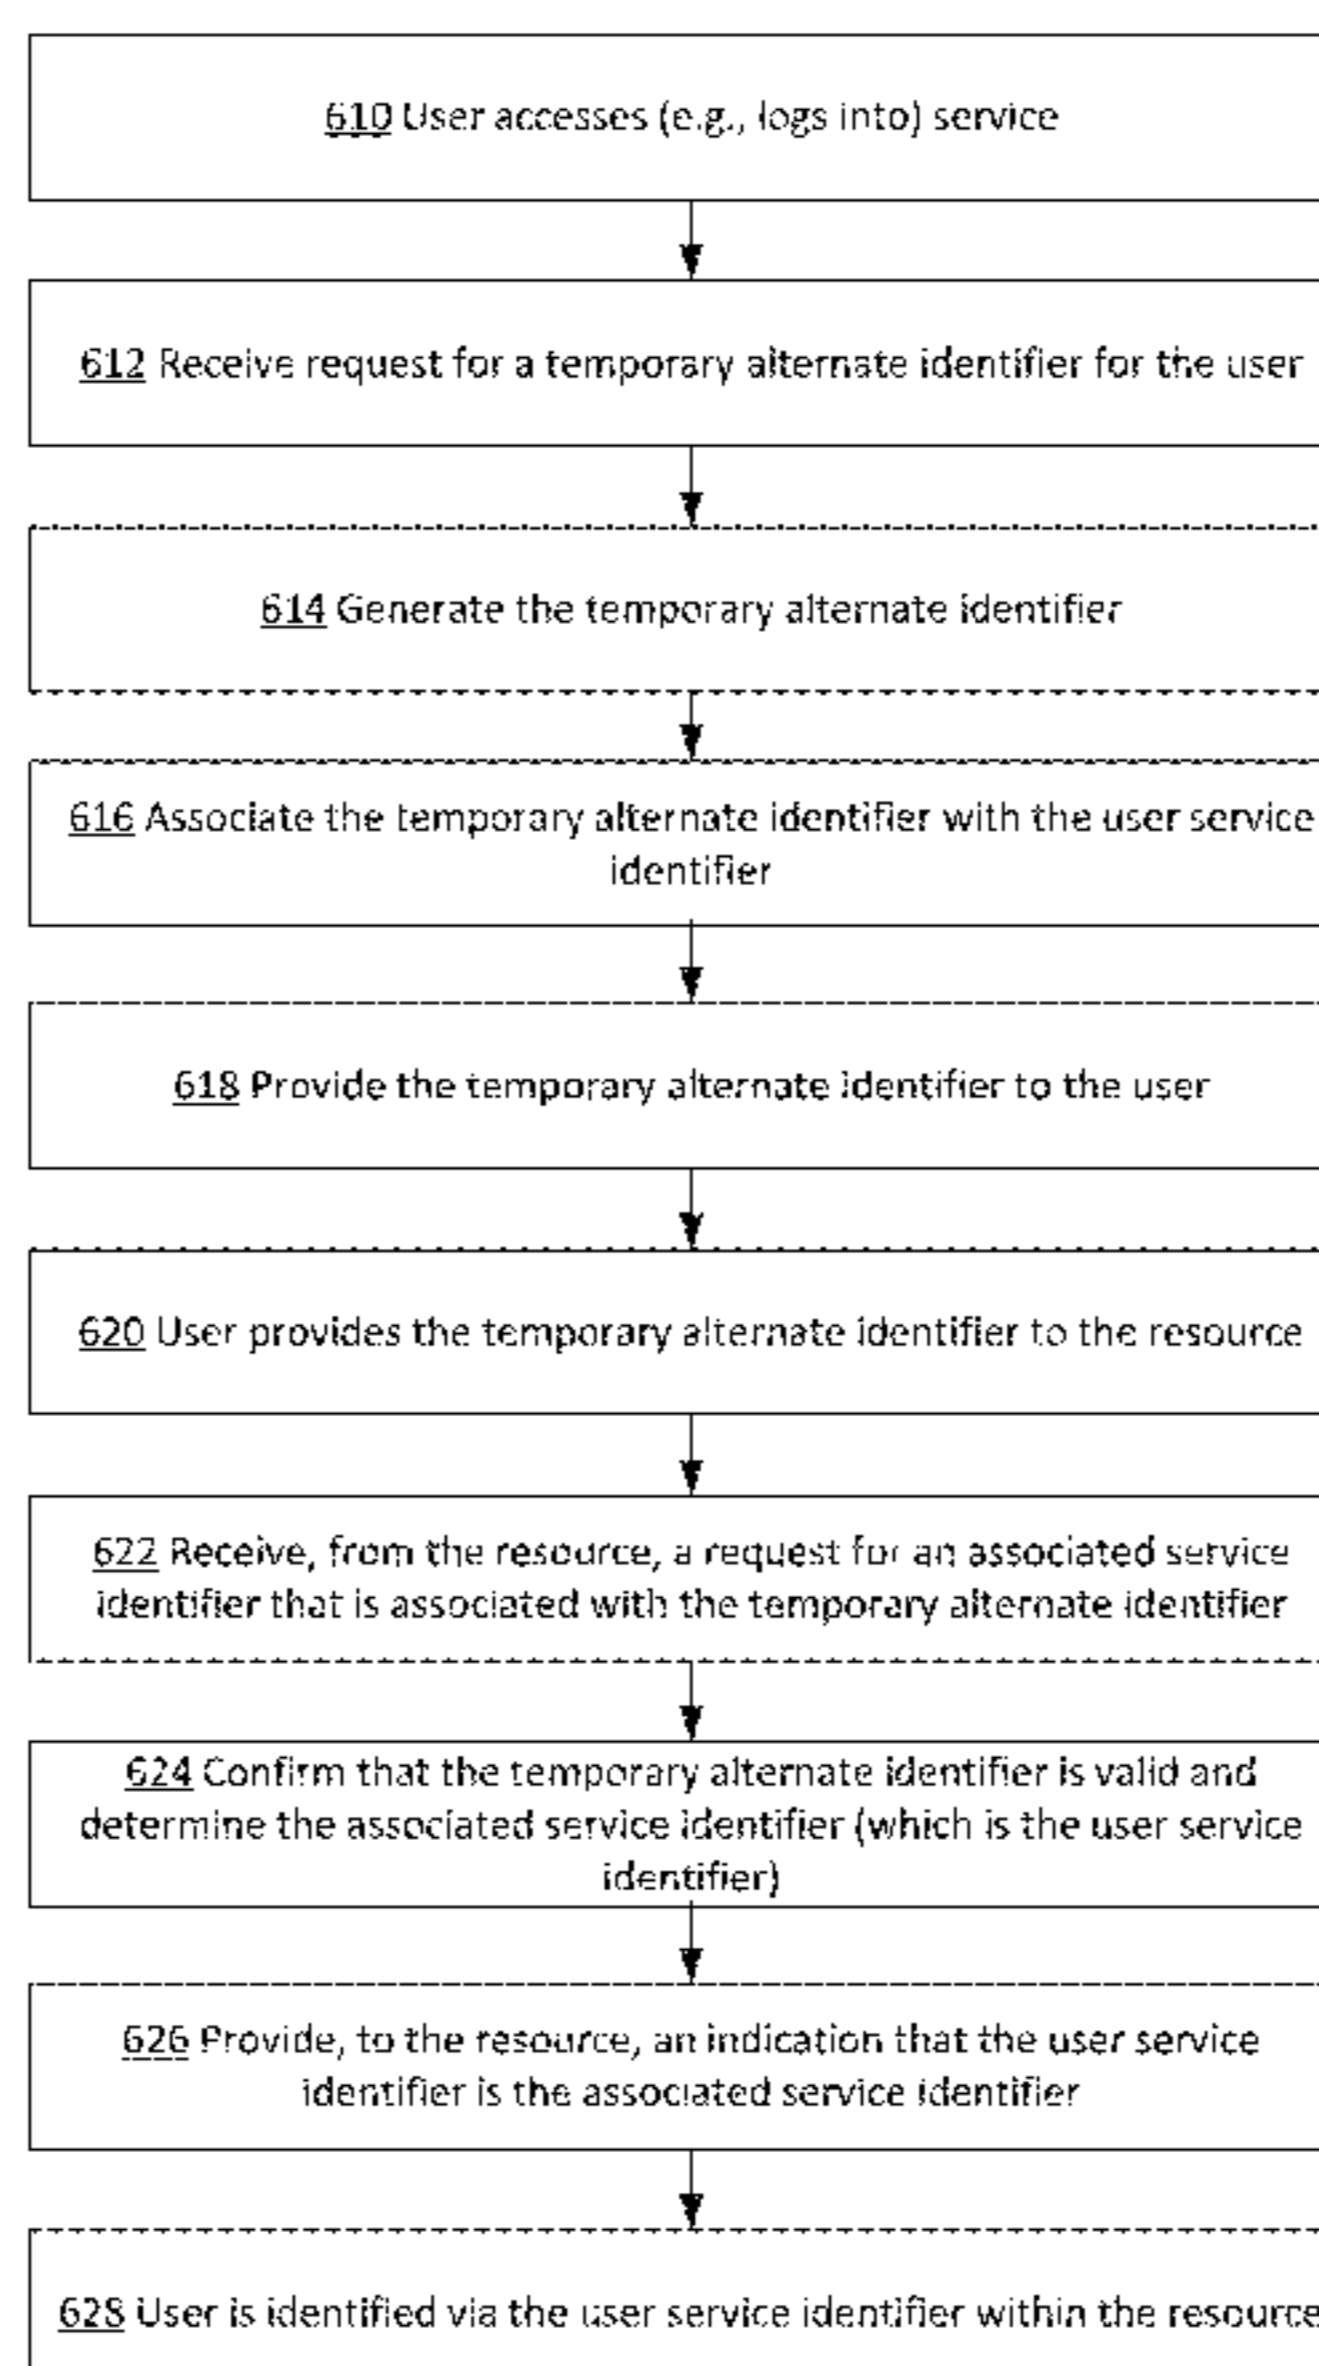 610 User accesses (e.g., logs into) service
612 Receive request for a temporary alternate identifier for the user
614 Generate the temporary alternate identifier
616 Associate the temporary alternate identifier with the user service
identifier
618 Provide the temporary alternate identifier to the user
620 User provides the temporary alternate identifier to the resource
622 Receive, from the resource, a request for an associated service
identifier that is associated with the temporary alternate identifier
624 Confirm that the temporary alternate identifier is valid and
determine the associated service identifier (which is the user service
identifier)
626 Provide, to the resource, an indication that the user service
identifier is the associated service identifier
628 User is identified via the user service identifier within the resource